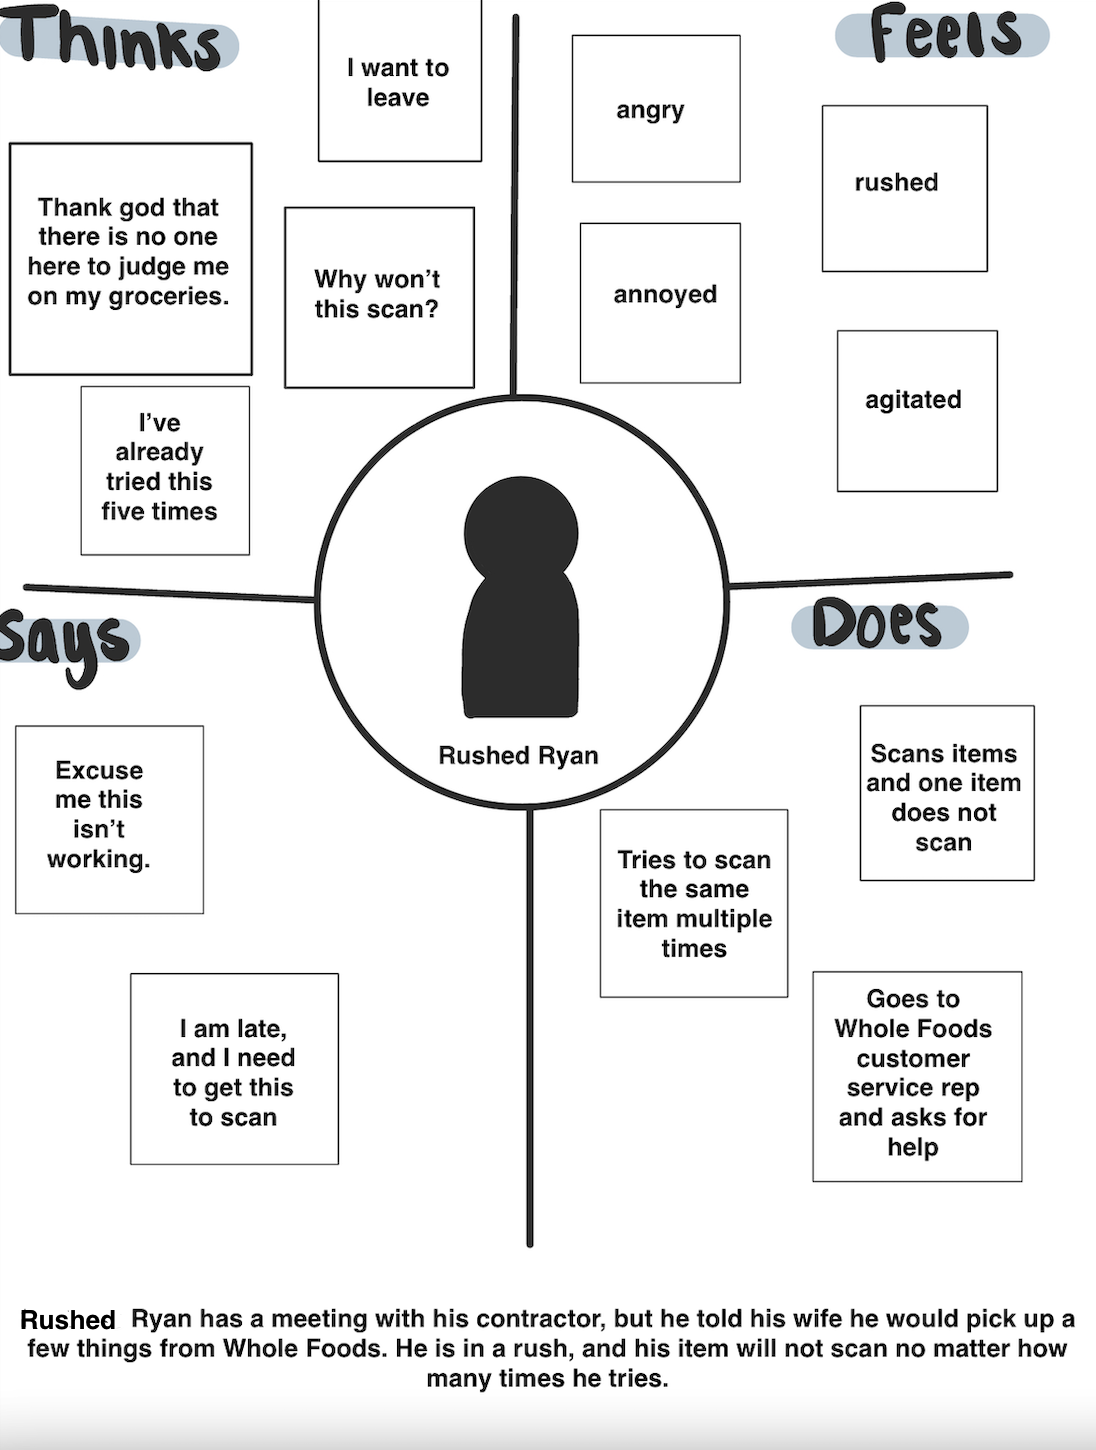 Thinks
I want to
leave
Thank god that
there is no one
here to judge me
on my groceries.
Why won’t
this scan?
I’ve
already
tried this
five times
Feels
angry
rushed
annoyed
agitated
Rushed Ryan
Says
Excuse
me this
isn’t
working.
I am late,
and I need
to get this
to scan
Does
Scans items
and one item
does not
scan
Tries to scan
the same
item multiple
times
Goes to
Whole Foods
customer
service rep
and asks for
help
Rushed Ryan has a meeting with his contractor, but he told his wife he would pick up a
few things from Whole Foods. He is in a rush, and his item will not scan no matter how
many times he tries.